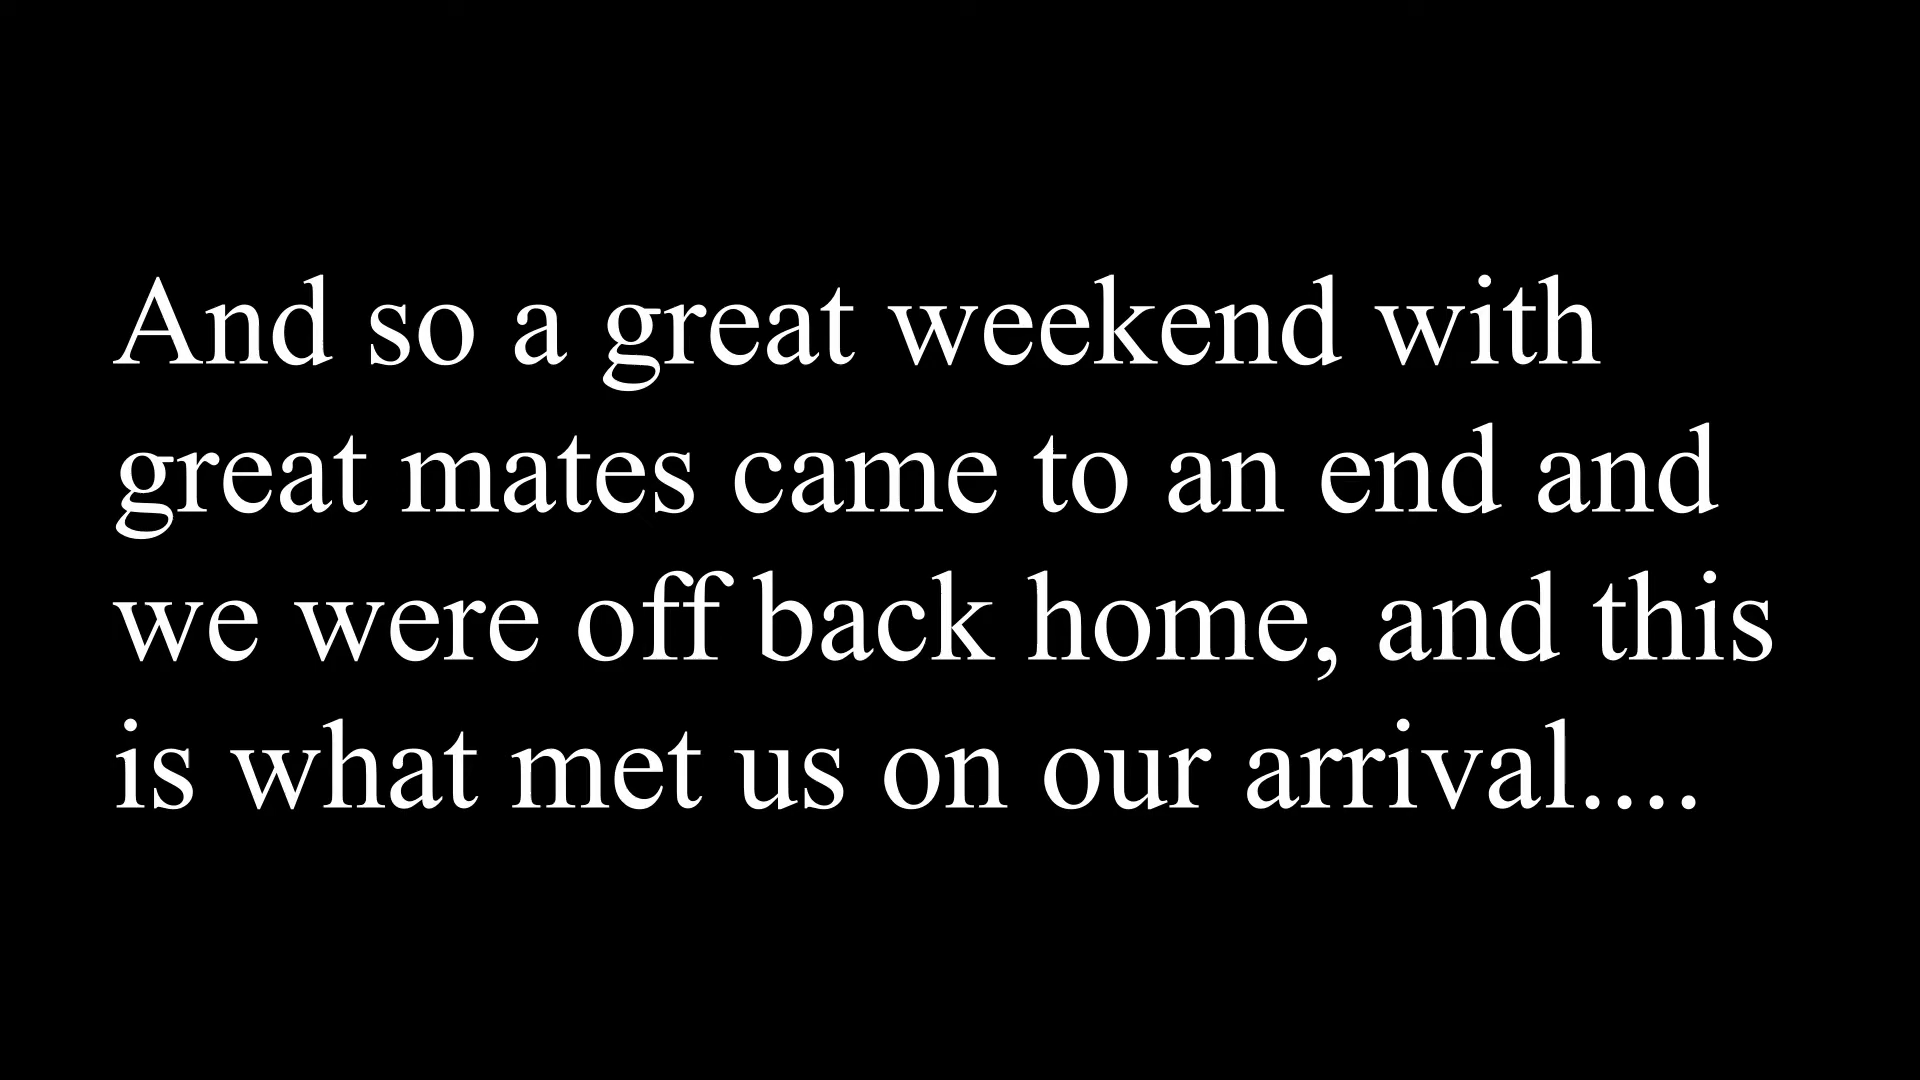 And so a great weekend with
great mates came to an end and
we were off back home, and this
is what met us on our arrival....